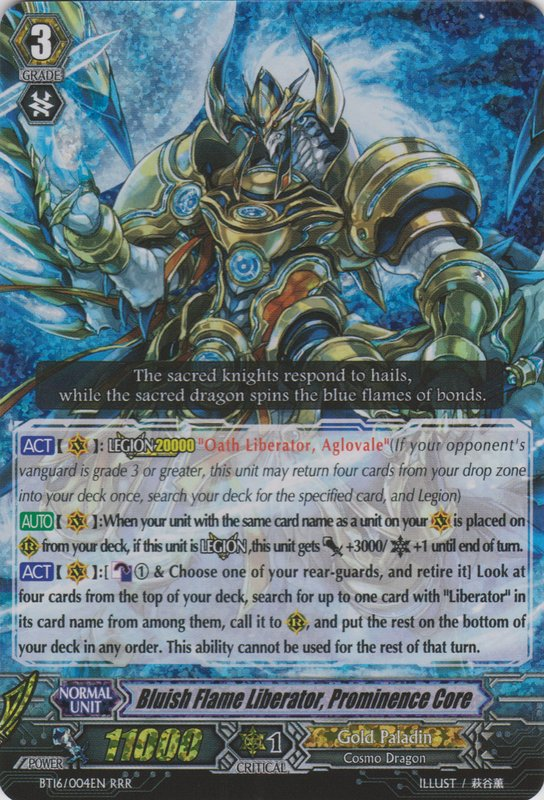 3
GRADE
The sacred knights respond to hails,
while the sacred dragon spins the blue flames of bonds.
ACT【 V 】: LEGION 20000 "Oath Liberator, Aglovale"(If your opponent's
vanguard is grade 3 or greater, this unit may return four cards from your drop zone
into your deck once, search your deck for the specified card, and Legion)
AUTO【 V 】:When your unit with the same card name as a unit on your V is placed on
R from your deck, if this unit is LEGION,this unit gets +3000/ +1 until end of turn.
ACT【 V 】:[ ① & Choose one of your rear-guards, and retire it] Look at
four cards from the top of your deck, search for up to one card with "Liberator" in
its card name from among them, call it to R, and put the rest on the bottom of
your deck in any order. This ability cannot be used for the rest of that turn.
NORMAL
UNIT
Bluish Flame Liberator, Prominence Core
POWER
11000
1
CRITICAL
Gold Paladin
Cosmo Dragon
BT16/004EN RRR
ILLUST / 萩谷薫